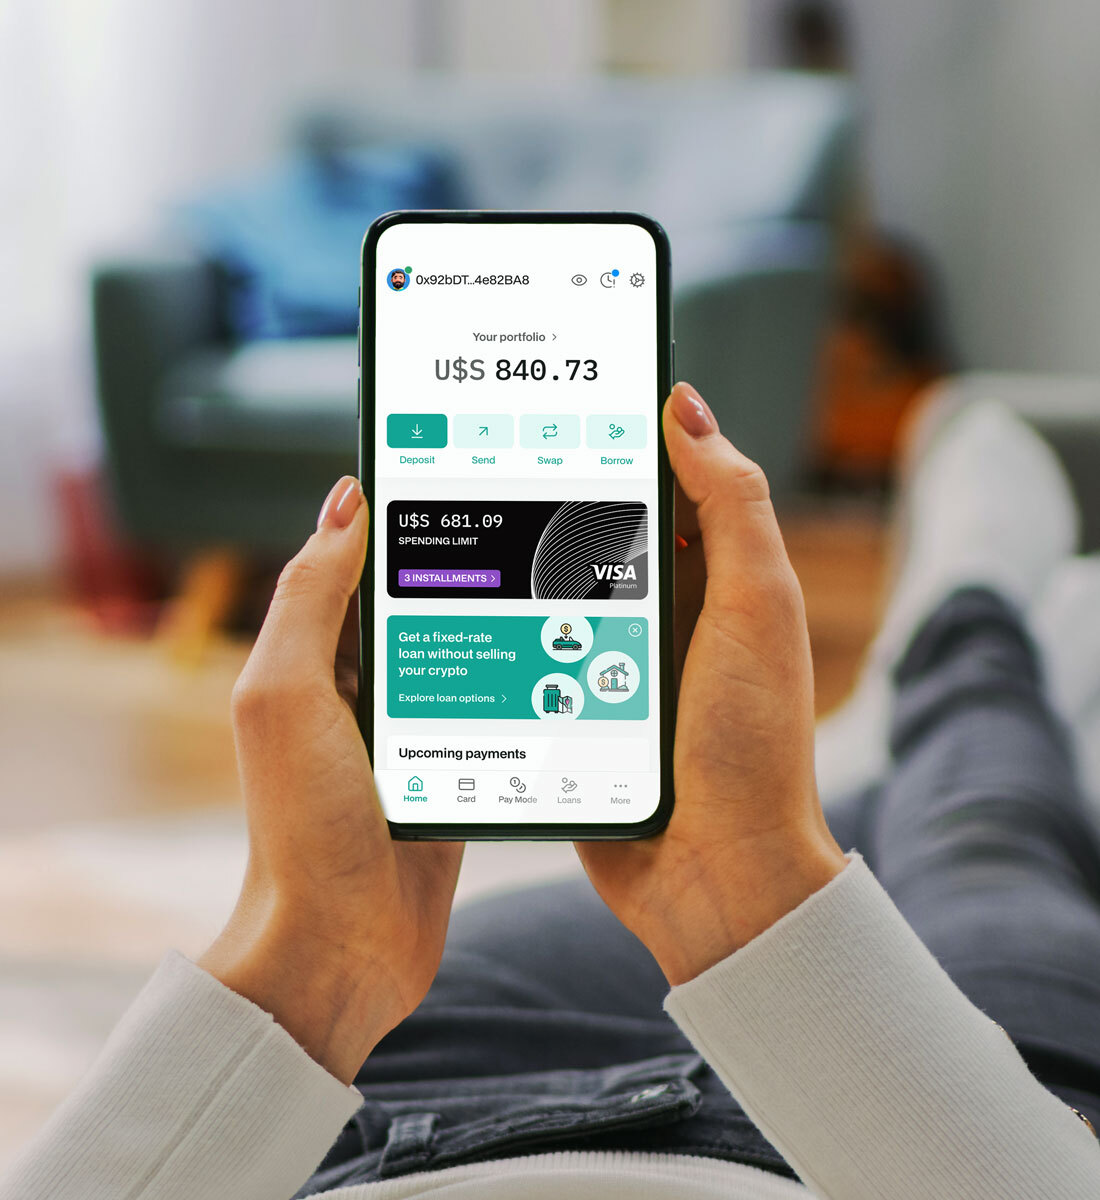 0x92bDT...4e82BA8
Your portfolio >
U$S 840.73
Deposit
Send
Swap
Borrow
U$S 681.09
SPENDING LIMIT
3 INSTALLMENTS >
VISA
Platinum
Get a fixed-rate
loan without selling
your crypto
Explore loan options >
Upcoming payments
Home
Card
Pay Mode
Loans
More